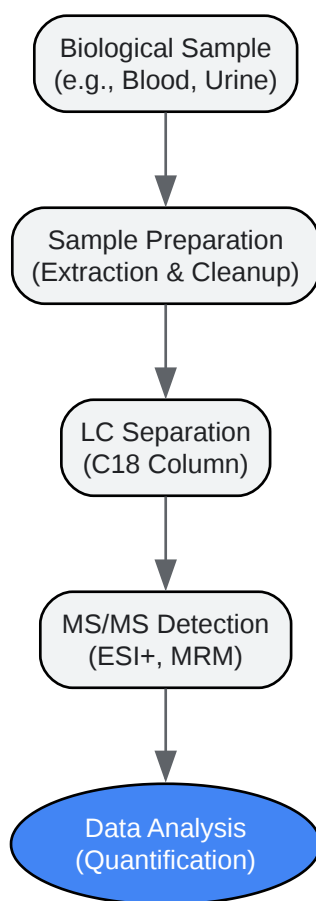 Biological Sample
(e.g., Blood, Urine)
Sample Preparation
(Extraction & Cleanup)
LC Separation
(C18 Column)
MS/MS Detection
(ESI+, MRM)
Data Analysis
(Quantification)